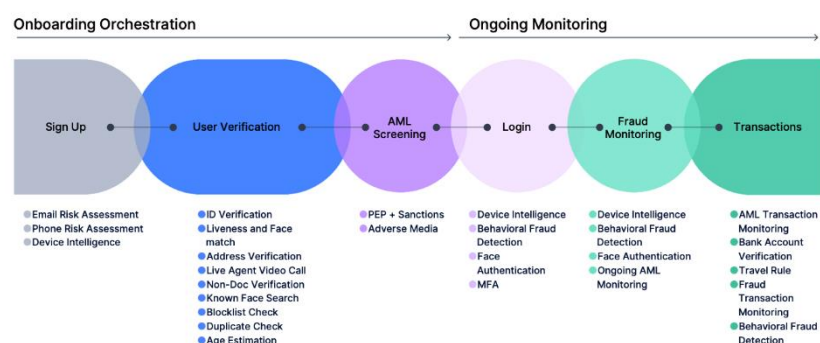 Onboarding Orchestration
Ongoing Monitoring
Sign Up
User Verification
AML
Screening
Login
Fraud
Monitoring
Transactions
Email Risk Assessment
Phone Risk Assessment
Device Intelligence
ID Verification
Liveness and Face
match
Address Verification
Live Agent Video Call
Non-Doc Verification
Known Face Search
Blocklist Check
Duplicate Check
Age Estimation
PEP + Sanctions
Adverse Media
Device Intelligence
Behavioral Fraud
Detection
Face
Authentication
MFA
Device Intelligence
Behavioral Fraud
Detection
Face Authentication
Ongoing AML
Monitoring
AML Transaction
Monitoring
Bank Account
Verification
Travel Rule
Fraud
Transaction
Monitoring
Behavioral Fraud
Detection